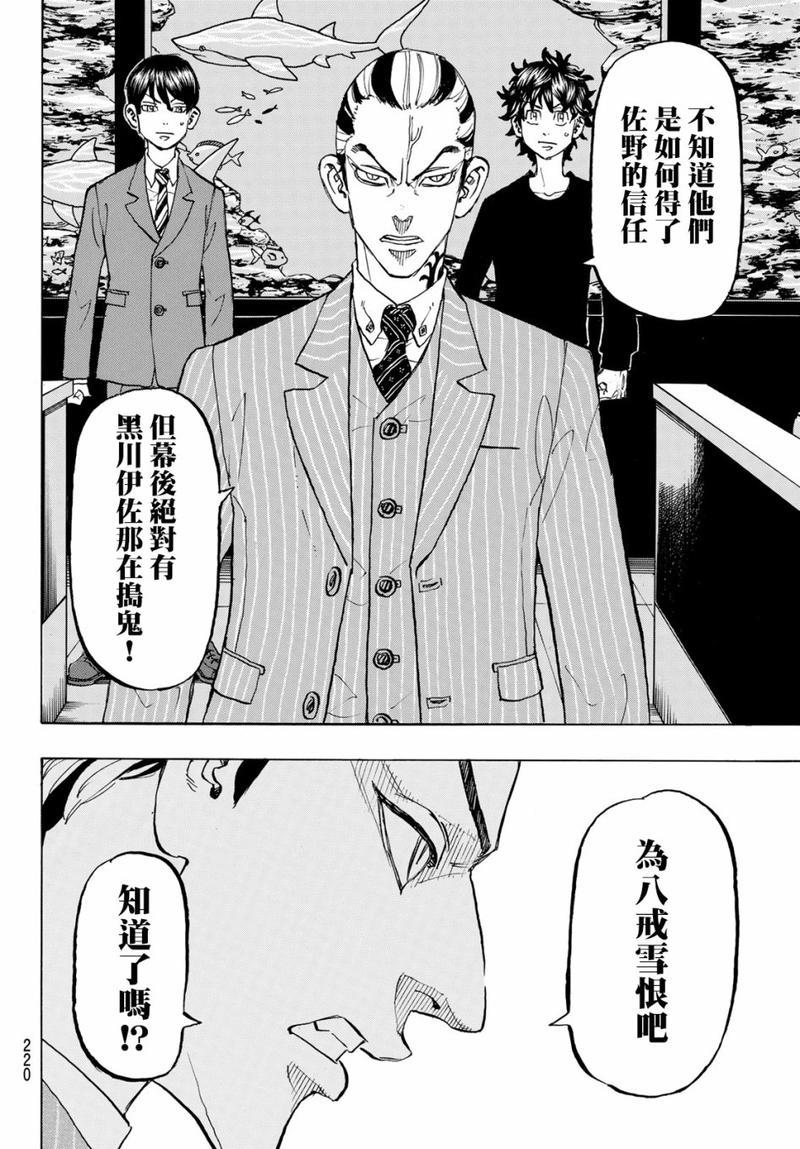 不知道他們
是如何得了
佐野的信任
但幕後絕對有
黑川伊佐那在搗鬼！
為八戒雪恨吧
知道了嗎!?
220